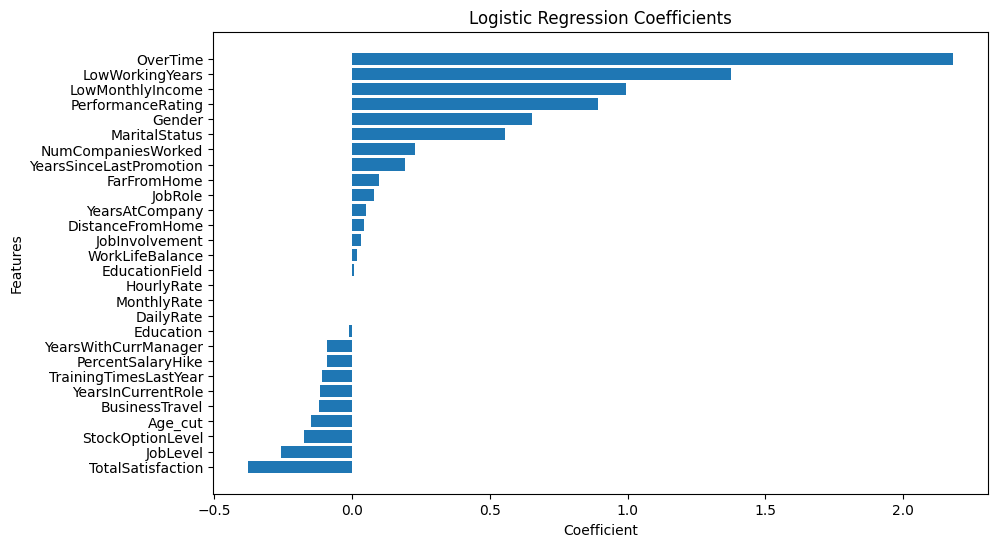 Logistic Regression Coefficients
OverTime
LowWorkingYears
LowMonthlyIncome
PerformanceRating
Gender
MaritalStatus
NumCompaniesWorked
YearsSinceLastPromotion
FarFromHome
JobRole
YearsAtCompany
DistanceFromHome
JobInvolvement
WorkLifeBalance
EducationField
HourlyRate
MonthlyRate
DailyRate
Education
YearsWithCurrManager
PercentSalaryHike
TrainingTimesLastYear
YearsInCurrentRole
BusinessTravel
Age_cut
StockOptionLevel
JobLevel
TotalSatisfaction
Features
−0.5 0.0 0.5 1.0 1.5 2.0
Coefficient